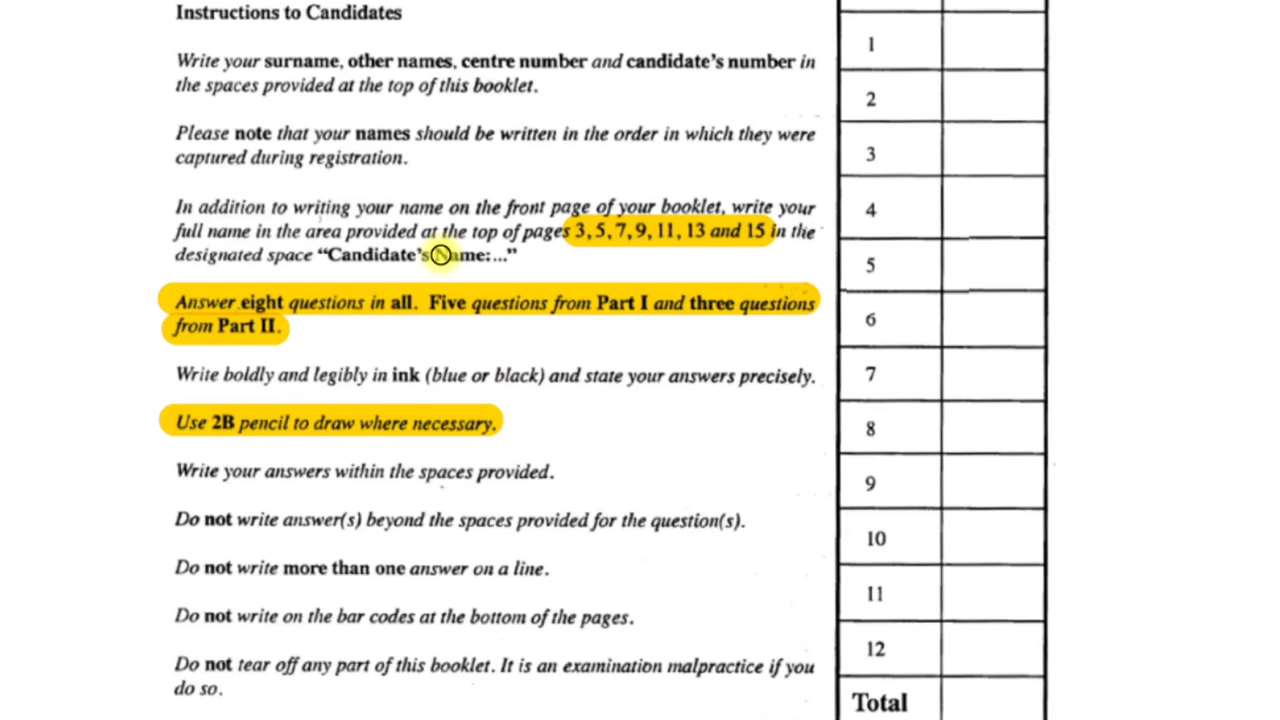 Instructions to Candidates
Write your surname, other names, centre number and candidate's number in
the spaces provided at the top of this booklet.
Please note that your names should be written in the order in which they were
captured during registration.
In addition to writing your name on the front page of your booklet, write your
full name in the area provided at the top of pages 3, 5, 7, 9, 11, 13 and 15 in the
designated space “Candidate's Name:...”
Answer eight questions in all. Five questions from Part I and three questions
from Part II.
Write boldly and legibly in ink (blue or black) and state your answers precisely.
Use 2B pencil to draw where necessary.
Write your answers within the spaces provided.
Do not write answer(s) beyond the spaces provided for the question(s).
Do not write more than one answer on a line.
Do not write on the bar codes at the bottom of the pages.
Do not tear off any part of this booklet. It is an examination malpractice if you
do so.
1
2
3
4
5
6
7
8
9
10
11
12
Total